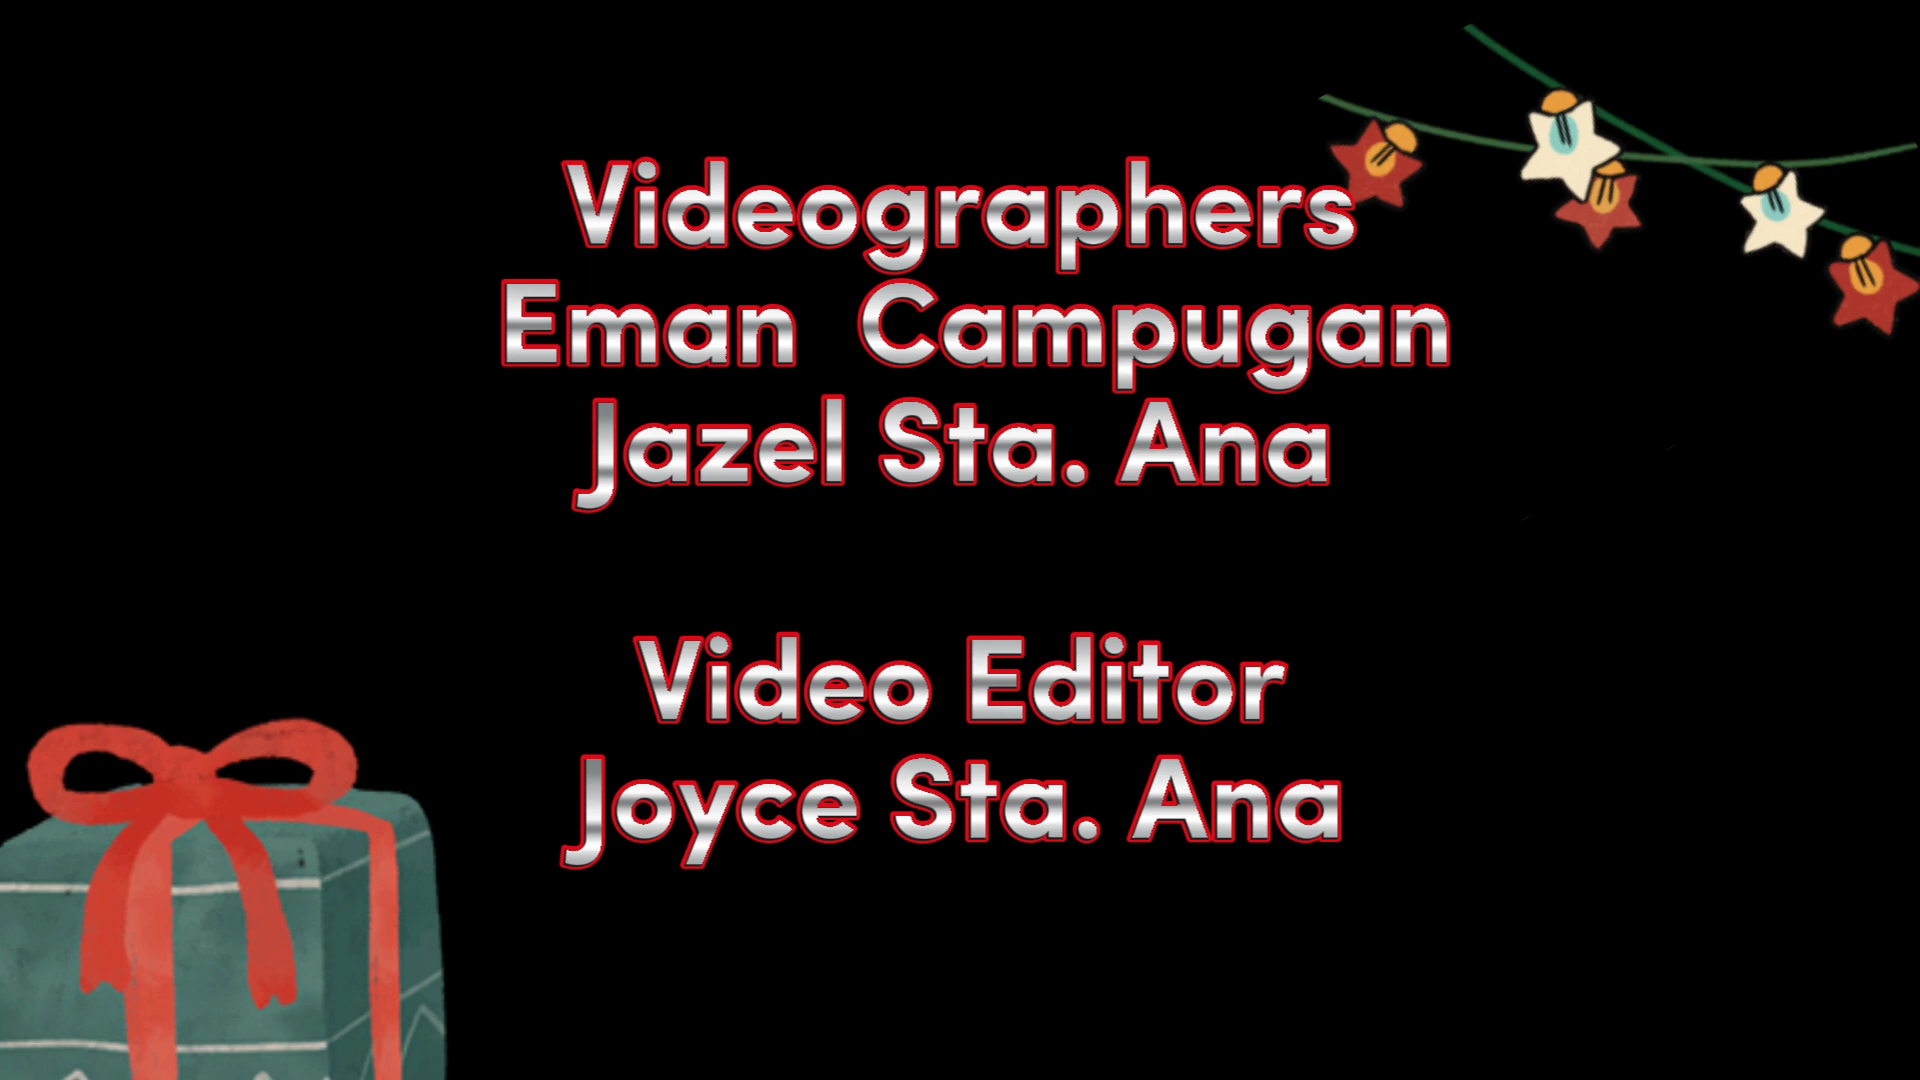 Videographers
Eman  Campugan
Jazel Sta. Ana
Video Editor
Joyce Sta. Ana